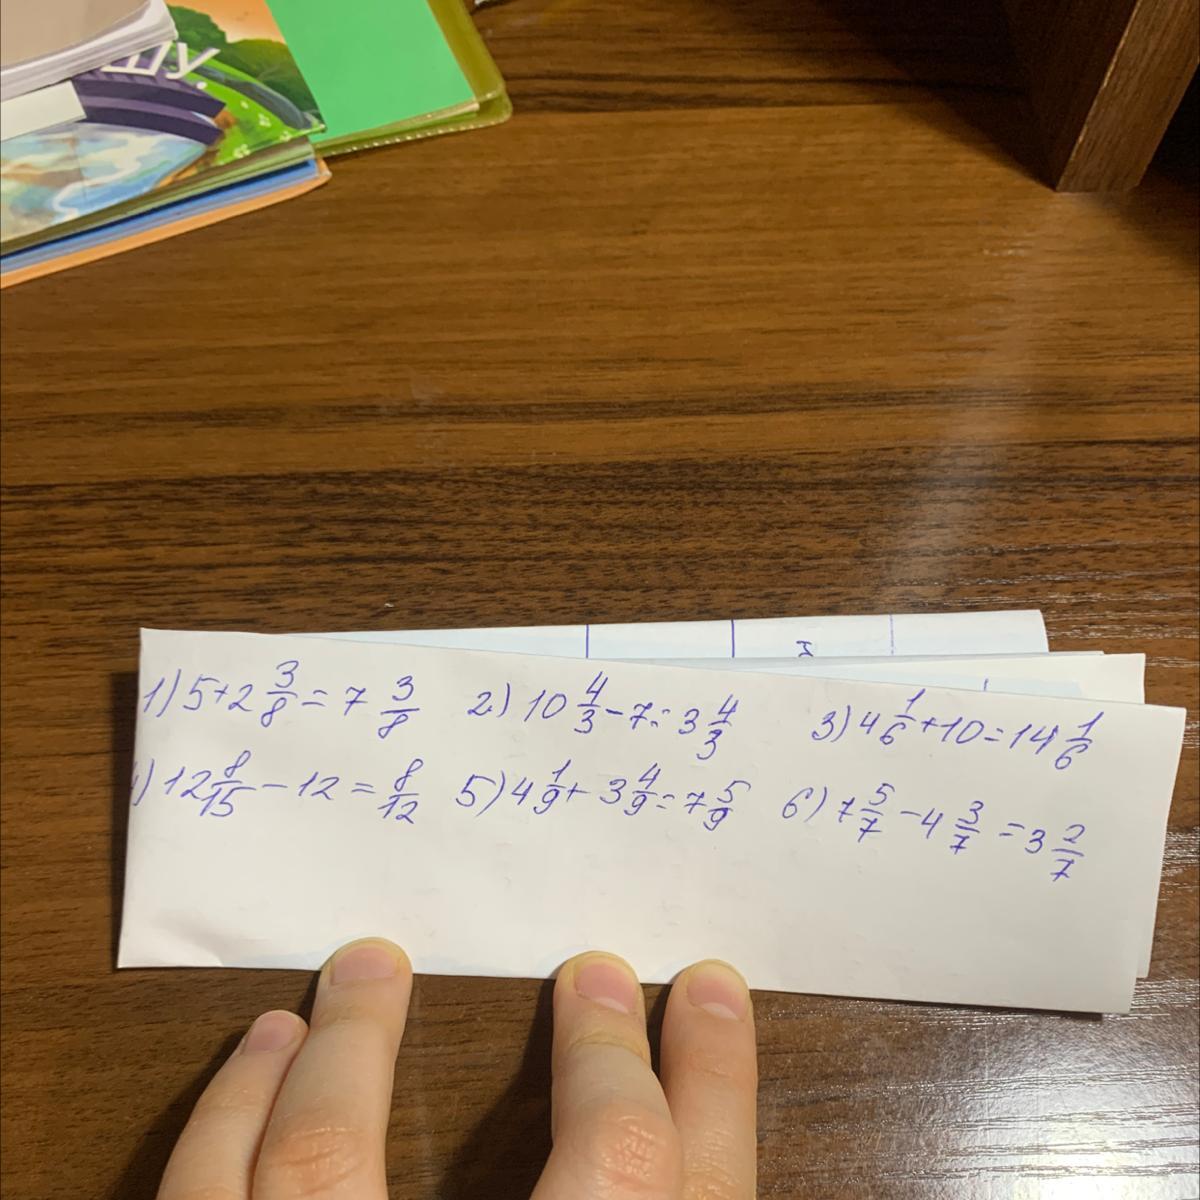 шу
1) 5+2 3/8 = 7 3/8 2) 10 4/3 - 7 = 3 4/3 3) 4 1/6 + 10 = 14 1/6
) 12 8/15 - 12 = 8/12 5) 4 1/9 + 3 4/9 = 7 5/9 6) 7 5/7 - 4 3/7 = 3 2/7